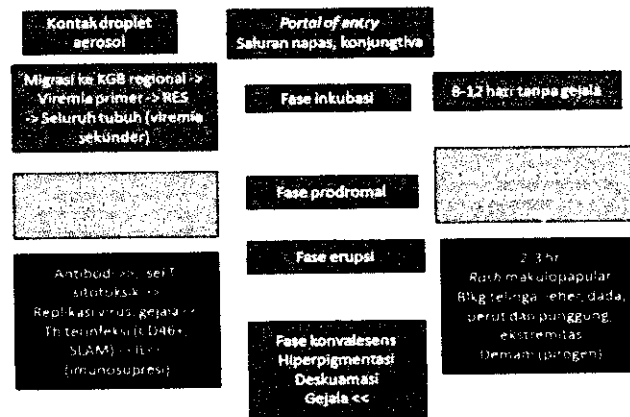 Kontak droplet
aerosol
Portal of entry
Saluran napas, konjungtiva
Migrasi ke KGB regional ->
Viremia primer -> RES
-> Seluruh tubuh (viremia
sekunder)
Fase inkubasi
8-12 hari tanpa gejala
Fase prodromal
Fase erupsi
Antibodi >>, sel T
sitotoksik >>
Replikasi virus, gejala <<
Th terinfeksi (CD46+,
SLAM)
(imunosupresi)
2-3 hr
Rash makulopapular
Blkg telinga, leher, dada,
perut dan punggung,
ekstremitas
Demam (pirogen)
Fase konvalesens
Hiperpigmentasi
Deskuamasi
Gejala <<